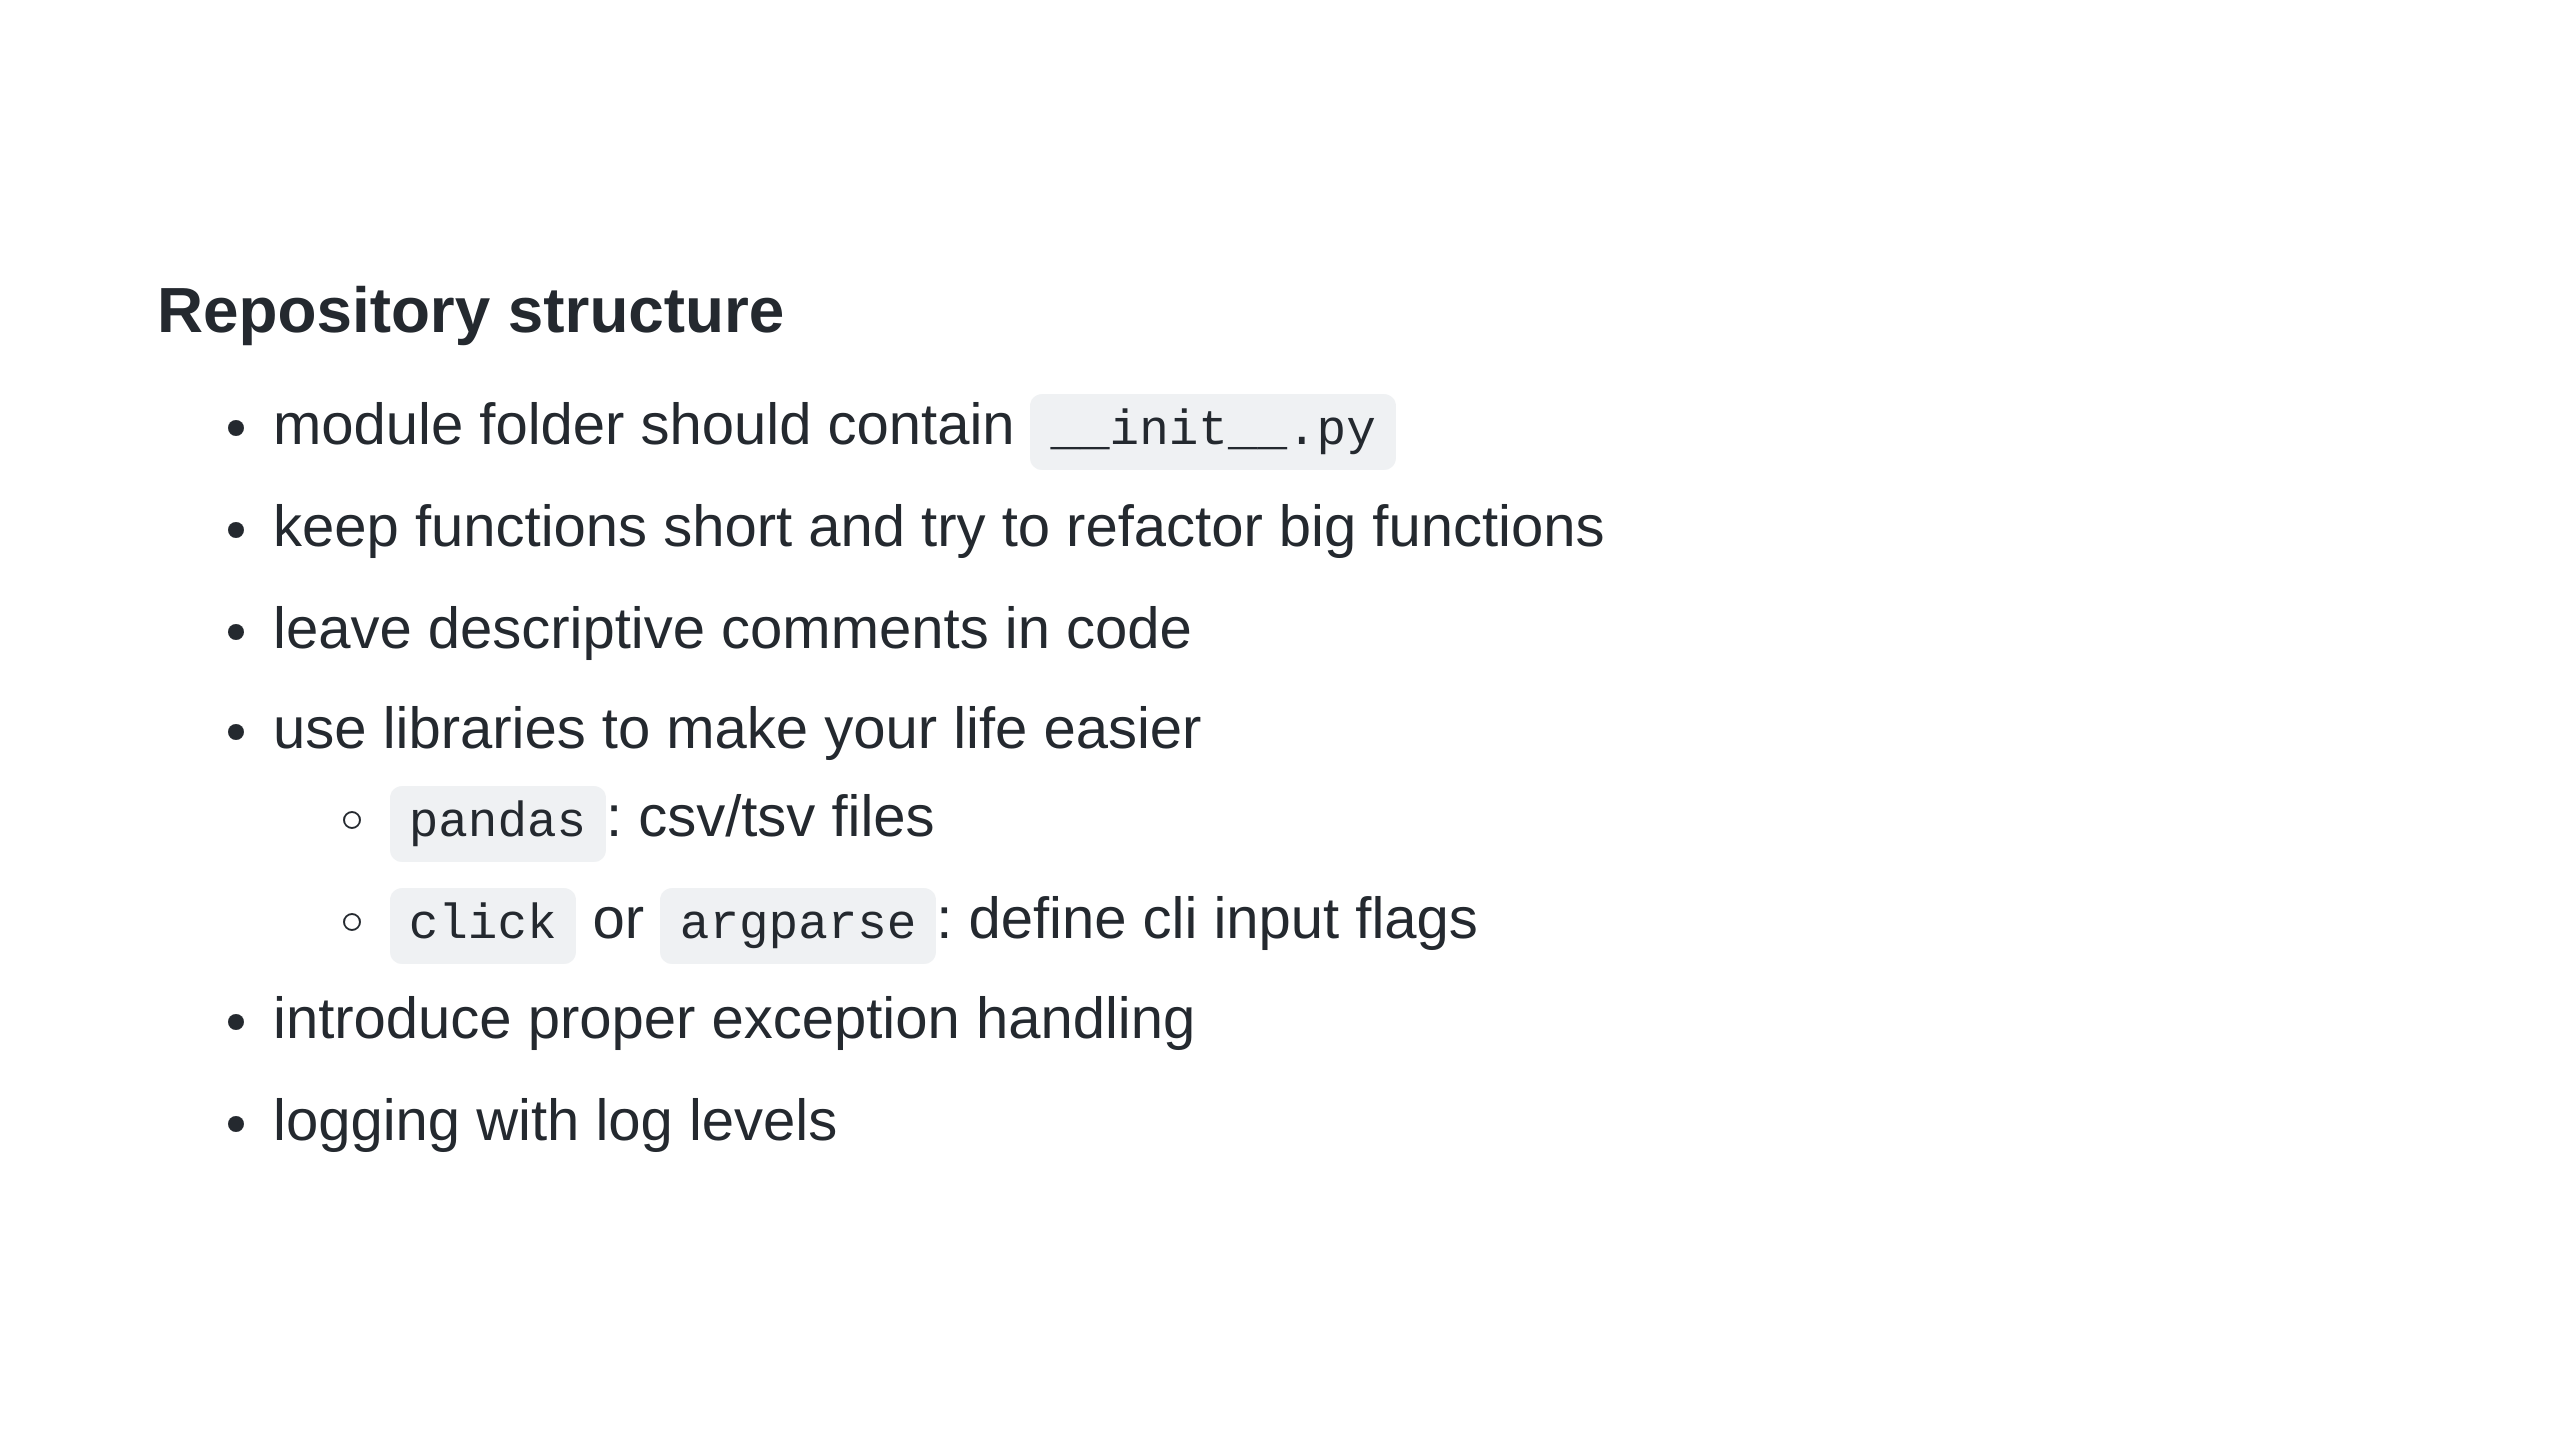 Repository structure
module folder should contain __init__.py
keep functions short and try to refactor big functions
leave descriptive comments in code
use libraries to make your life easier
pandas: csv/tsv files
click or argparse: define cli input flags
introduce proper exception handling
logging with log levels